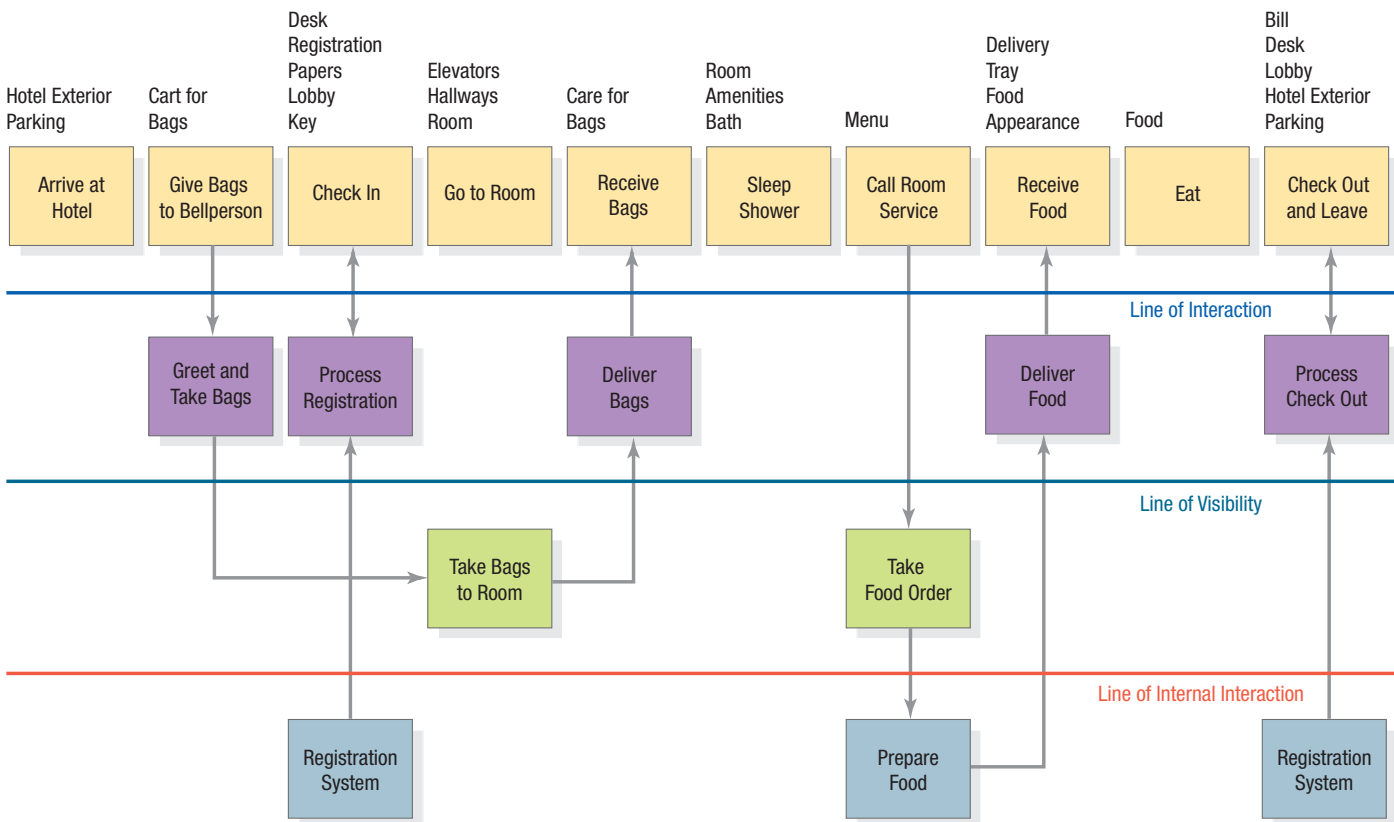 Hotel Exterior
Parking
Cart for
Bags
Desk
Registration
Papers
Lobby
Key
Elevators
Hallways
Room
Care for
Bags
Room
Amenities
Bath
Menu
Delivery
Tray
Food
Appearance
Food
Bill
Desk
Lobby
Hotel Exterior
Parking
Arrive at
Hotel
Give Bags
to Bellperson
Check In
Go to Room
Receive
Bags
Sleep
Shower
Call Room
Service
Receive
Food
Eat
Check Out
and Leave
Line of Interaction
Greet and
Take Bags
Process
Registration
Deliver
Bags
Deliver
Food
Process
Check Out
Line of Visibility
Take Bags
to Room
Take
Food Order
Line of Internal Interaction
Registration
System
Prepare
Food
Registration
System